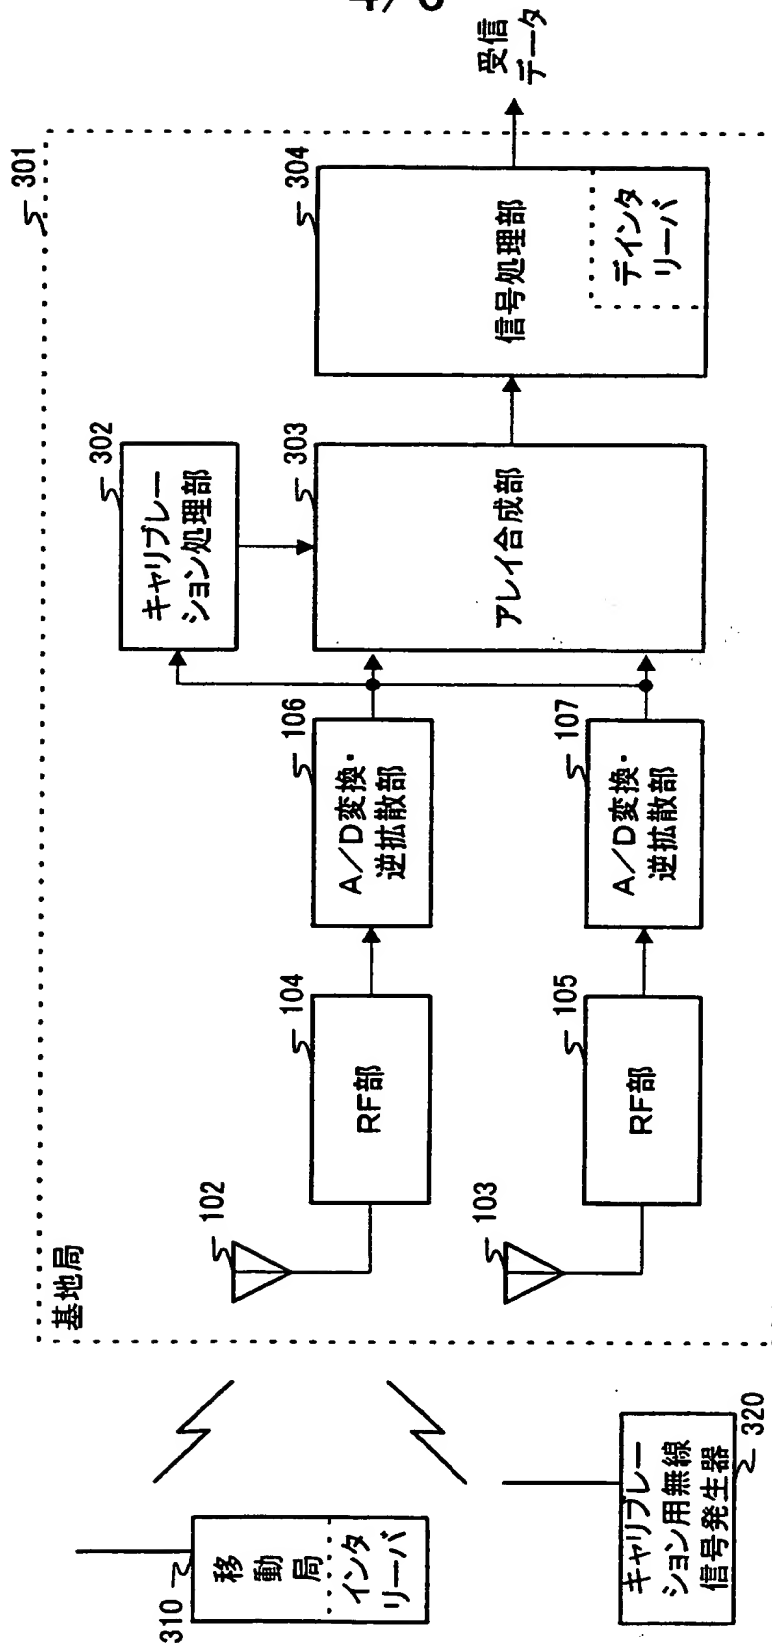 基地局
301
302
キャリブレー
ション処理部
304
信号処理部
デインタ
リーバ
受信
データ
303
アレイ合成部
102
104
RF部
106
A/D変換・
逆拡散部
103
105
RF部
107
A/D変換・
逆拡散部
310
移
動
局
インタ
リーバ
キャリブレー
ション用無線
信号発生器
320